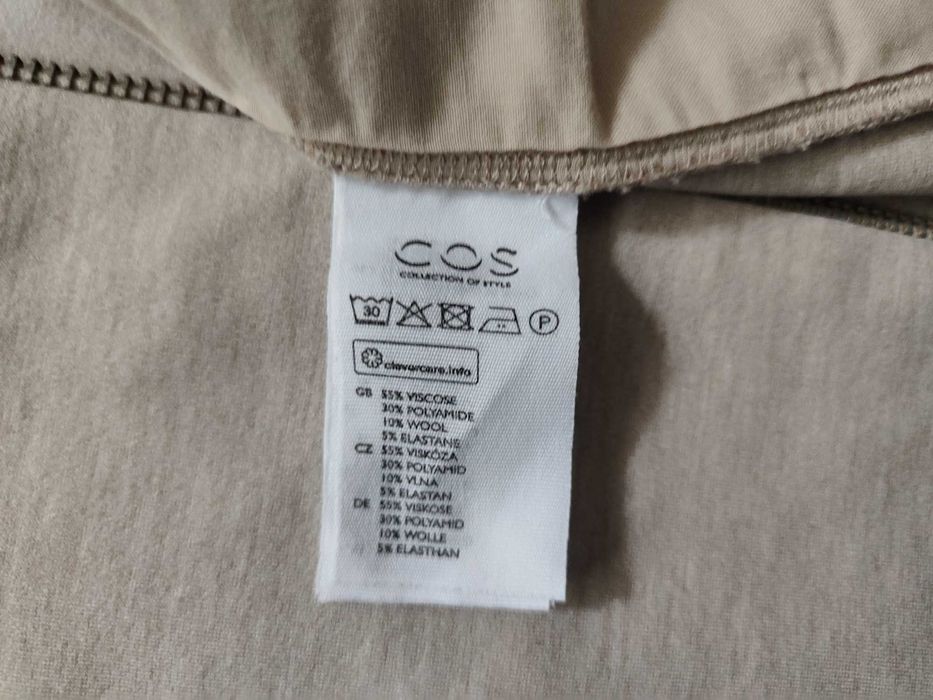 COS
COLLECTION OF STYLE
30 P
clevercare.info
GB 55% VISCOSE
30% POLYAMIDE
10% WOOL
5% ELASTANE
CZ 55% VISKÓZA
30% POLYAMID
10% VLNA
5% ELASTAN
DE 55% VISKOSE
30% POLYAMID
10% WOLLE
5% ELASTHAN